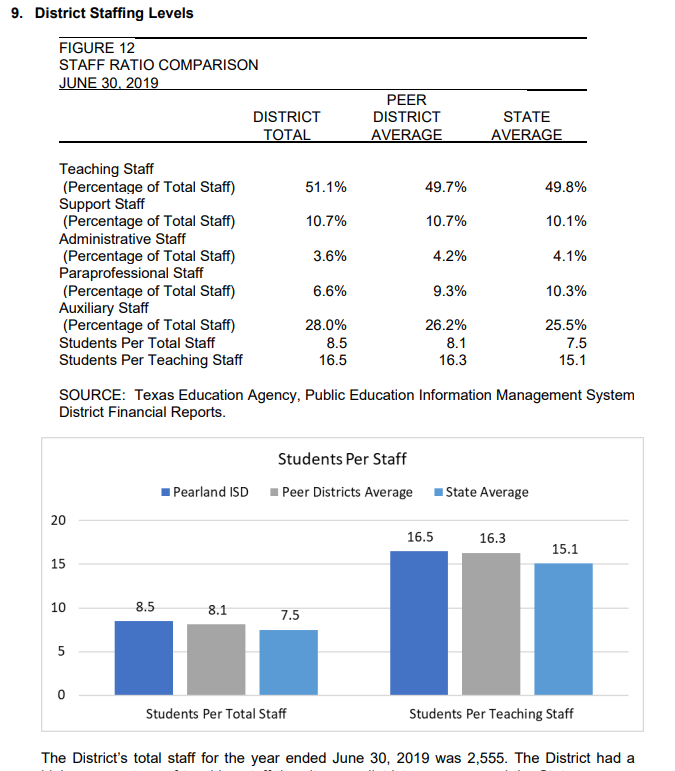 9. District Staffing Levels
FIGURE 12
STAFF RATIO COMPARISON
JUNE 30, 2019
PEER
DISTRICT DISTRICT STATE
TOTAL AVERAGE AVERAGE
Teaching Staff
(Percentage of Total Staff) 51.1% 49.7% 49.8%
Support Staff
(Percentage of Total Staff) 10.7% 10.7% 10.1%
Administrative Staff
(Percentage of Total Staff) 3.6% 4.2% 4.1%
Paraprofessional Staff
(Percentage of Total Staff) 6.6% 9.3% 10.3%
Auxiliary Staff
(Percentage of Total Staff) 28.0% 26.2% 25.5%
Students Per Total Staff 8.5 8.1 7.5
Students Per Teaching Staff 16.5 16.3 15.1
SOURCE: Texas Education Agency, Public Education Information Management System
District Financial Reports.
Students Per Staff
Pearland ISD Peer Districts Average State Average
20
16.5 16.3 15.1
15
10
8.5 8.1 7.5
5
0
Students Per Total Staff Students Per Teaching Staff
The District's total staff for the year ended June 30, 2019 was 2,555. The District had a